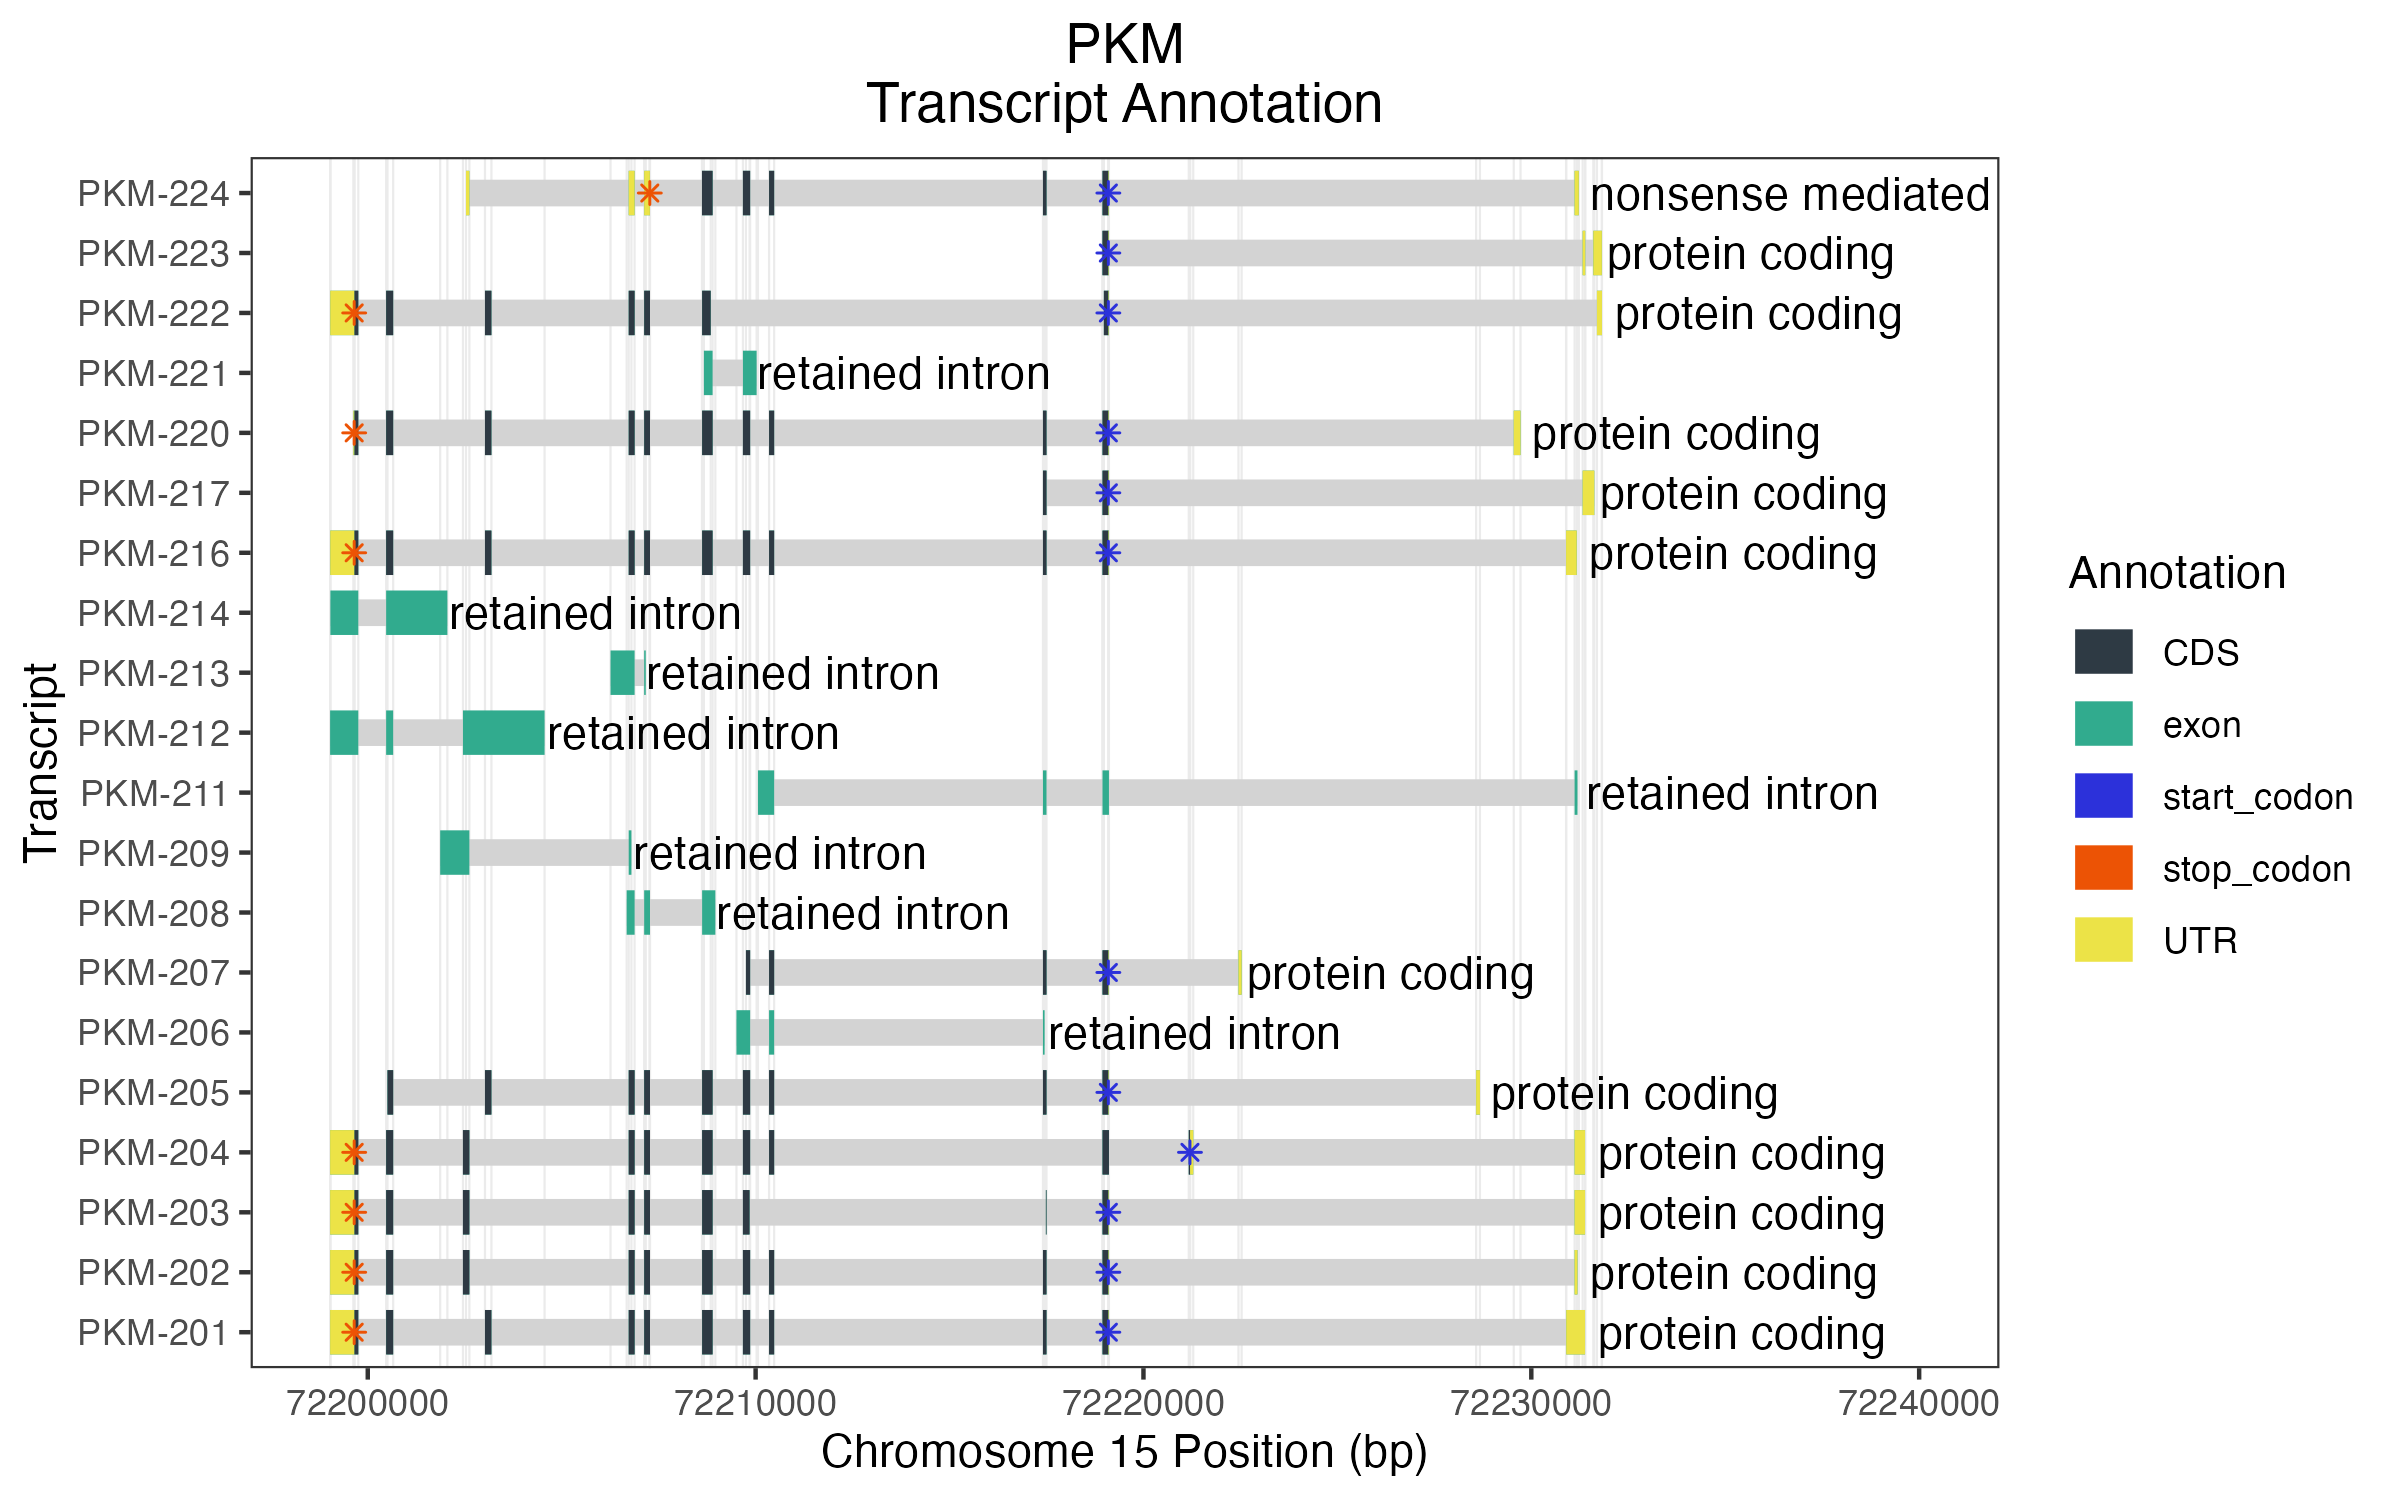 PKM
Transcript Annotation
Transcript
PKM-224 nonsense mediated
PKM-223 protein coding
PKM-222 protein coding
PKM-221 retained intron
PKM-220 protein coding
PKM-217 protein coding
PKM-216 protein coding
PKM-214 retained intron
PKM-213 retained intron
PKM-212 retained intron
PKM-211 retained intron
PKM-209 retained intron
PKM-208 retained intron
PKM-207 protein coding
PKM-206 retained intron
PKM-205 protein coding
PKM-204 protein coding
PKM-203 protein coding
PKM-202 protein coding
PKM-201 protein coding
72200000 72210000 72220000 72230000 72240000
Chromosome 15 Position (bp)
Annotation
CDS
exon
start_codon
stop_codon
UTR